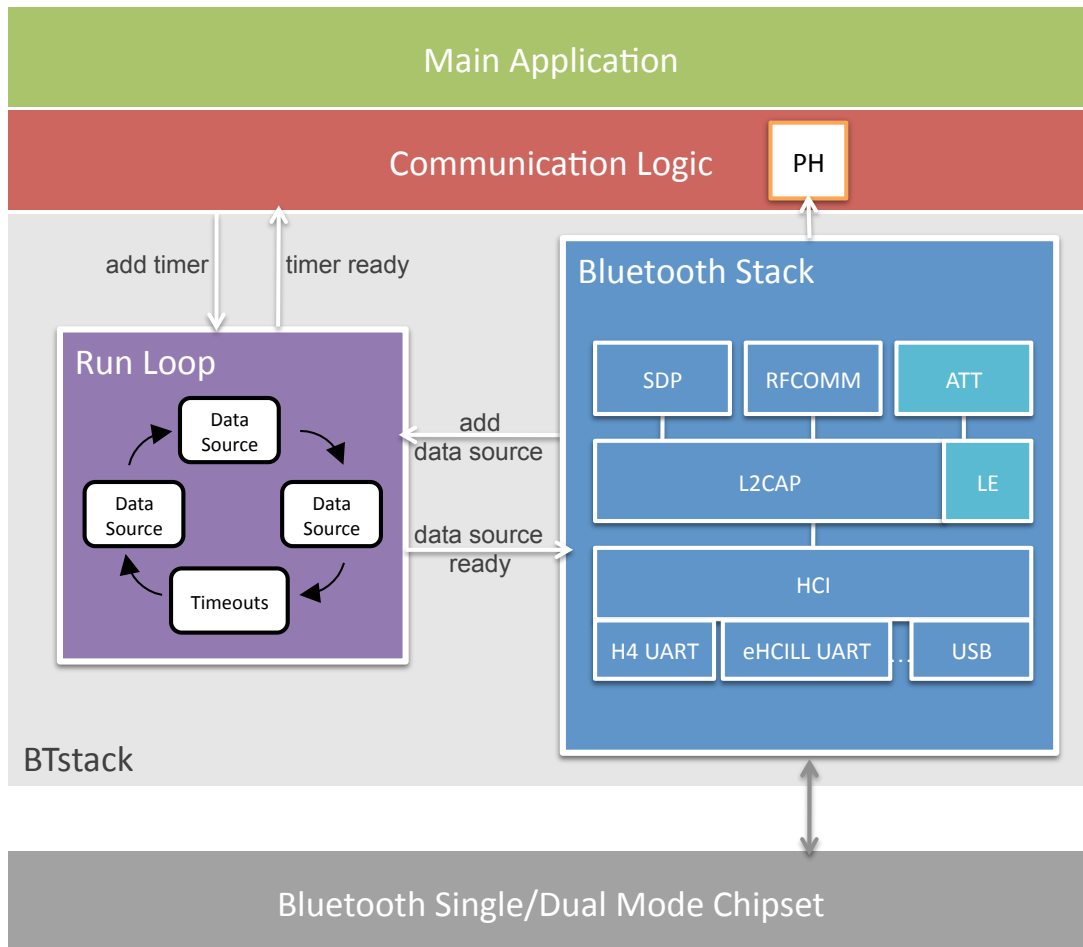 Main Application
Communication Logic
PH
add timer
timer ready
Bluetooth Stack
Run Loop
SDP
RFCOMM
ATT
Data
Source
add
data source
L2CAP
LE
Data
Source
Data
Source
data source
ready
HCI
Timeouts
H4 UART
eHCILL UART
...
USB
BTstack
Bluetooth Single/Dual Mode Chipset